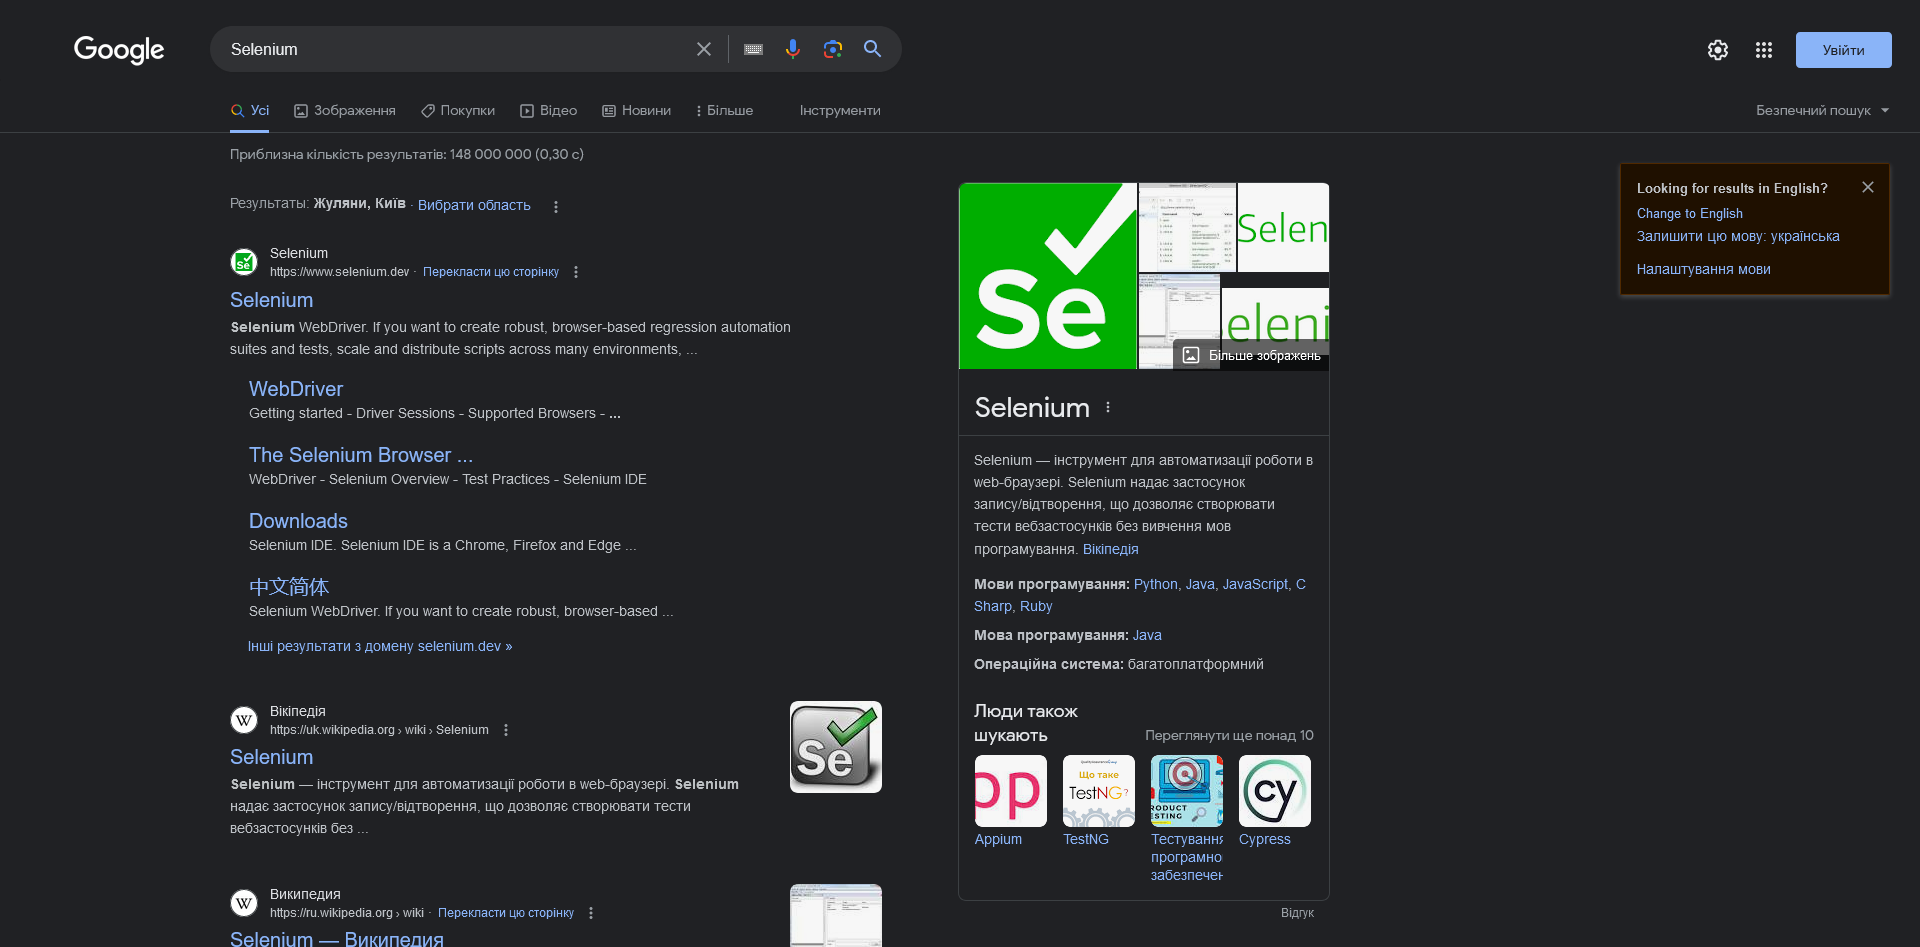 Google
Selenium
Увійти
Усі
Зображення
Покупки
Відео
Новини
Більше
Інструменти
Безпечний пошук
Приблизна кількість результатів: 148 000 000 (0,30 с)
Результаты: Жуляни, Київ · Вибрати область
Selenium
https://www.selenium.dev · Перекласти цю сторінку
Selenium
Selenium WebDriver. If you want to create robust, browser-based regression automation
suites and tests, scale and distribute scripts across many environments, ...
WebDriver
Getting started - Driver Sessions - Supported Browsers - ...
The Selenium Browser ...
WebDriver - Selenium Overview - Test Practices - Selenium IDE
Downloads
Selenium IDE. Selenium IDE is a Chrome, Firefox and Edge ...
中文简体
Selenium WebDriver. If you want to create robust, browser-based ...
Інші результати з домену selenium.dev »
W
Вікіпедія
https://uk.wikipedia.org › wiki › Selenium
Selenium
Selenium — інструмент для автоматизації роботи в web-браузері. Selenium
надає застосунок запису/відтворення, що дозволяє створювати тести
вебзастосунків без ...
Se
W
Википедия
https://ru.wikipedia.org › wiki · Перекласти цю сторінку
Selenium — Википедия
Se
Selen
eleni
Більше зображень
Selenium
Selenium — інструмент для автоматизації роботи в
web-браузері. Selenium надає застосунок
запису/відтворення, що дозволяє створювати
тести вебзастосунків без вивчення мов
програмування. Вікіпедія
Мови програмування: Python, Java, JavaScript, C
Sharp, Ruby
Мова програмування: Java
Операційна система: багатоплатформний
Люди також
шукають
Переглянути ще понад 10
pp
Що таке
TestNG?
RODUCT
ESTING
cy
Appium
TestNG
Тестування
програмно
забезпечен
Cypress
Відгук
Looking for results in English?
Change to English
Залишити цю мову: українська
Налаштування мови